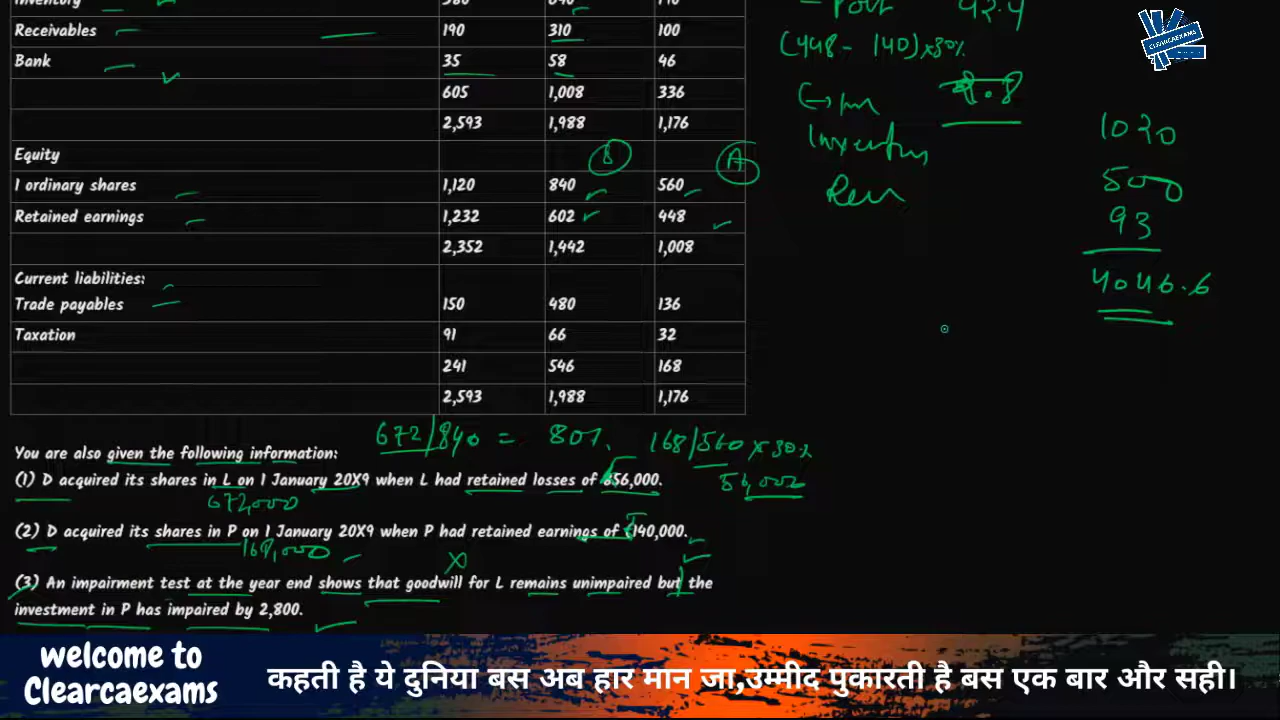 Inventory
Receivables 190 310 100
Bank 35 58 46
605 1,008 336
2,593 1,988 1,176
Equity B A
1 ordinary shares 1,120 840 560
Retained earnings 1,232 602 448
2,352 1,442 1,008
Current liabilities:
Trade payables 150 480 136
Taxation 91 66 32
241 546 168
2,593 1,988 1,176
672/840 = 80%. 168/560 x 30%
You are also given the following information:
(1) D acquired its shares in L on 1 January 20X9 when L had retained losses of ₹56,000.
56,000
672,000
(2) D acquired its shares in P on 1 January 20X9 when P had retained earnings of ₹140,000.
168,000
(3) An impairment test at the year end shows that goodwill for L remains unimpaired but the
investment in P has impaired by 2,800.
92.4
(448 - 140) x 30%
1020
500
93
4046.6
CLEARCAEXAMS
welcome to
Clearcaexams
कहती है ये दुनिया बस अब हार मान जा,उम्मीद पुकारती है बस एक बार और सही।